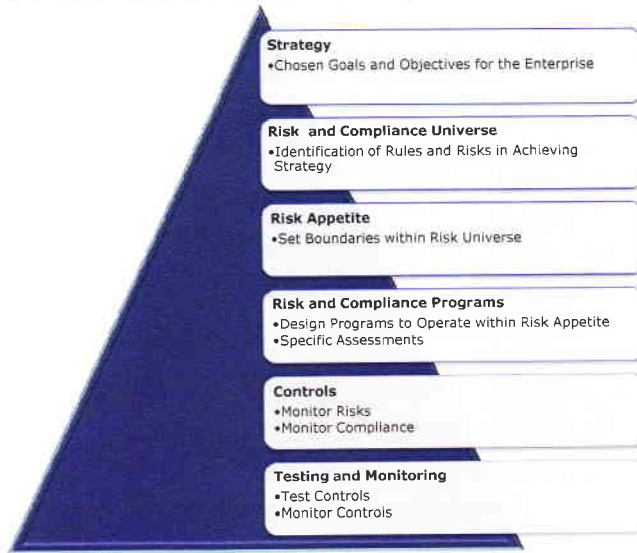 Strategy
•Chosen Goals and Objectives for the Enterprise
Risk and Compliance Universe
•Identification of Rules and Risks in Achieving
Strategy
Risk Appetite
•Set Boundaries within Risk Universe
Risk and Compliance Programs
•Design Programs to Operate within Risk Appetite
•Specific Assessments
Controls
•Monitor Risks
•Monitor Compliance
Testing and Monitoring
•Test Controls
•Monitor Controls